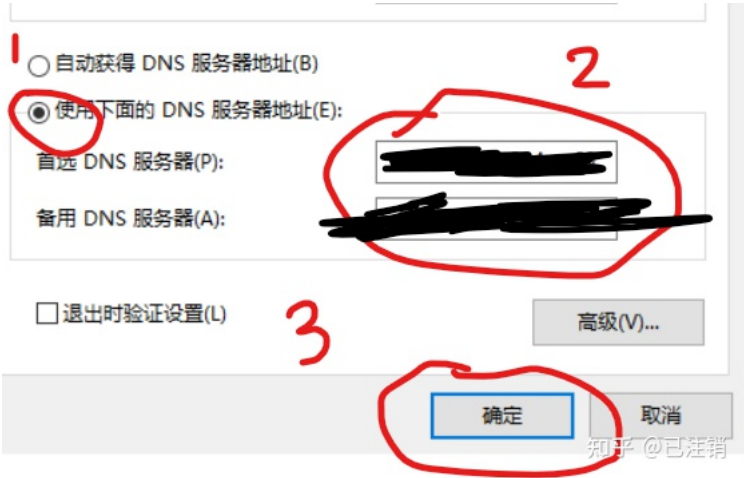 1
自动获得 DNS 服务器地址(B)
2
使用下面的 DNS 服务器地址(E):
首选 DNS 服务器(P):
备用 DNS 服务器(A):
退出时验证设置(L)
3
高级(V)...
确定
取消
知乎 @已注销